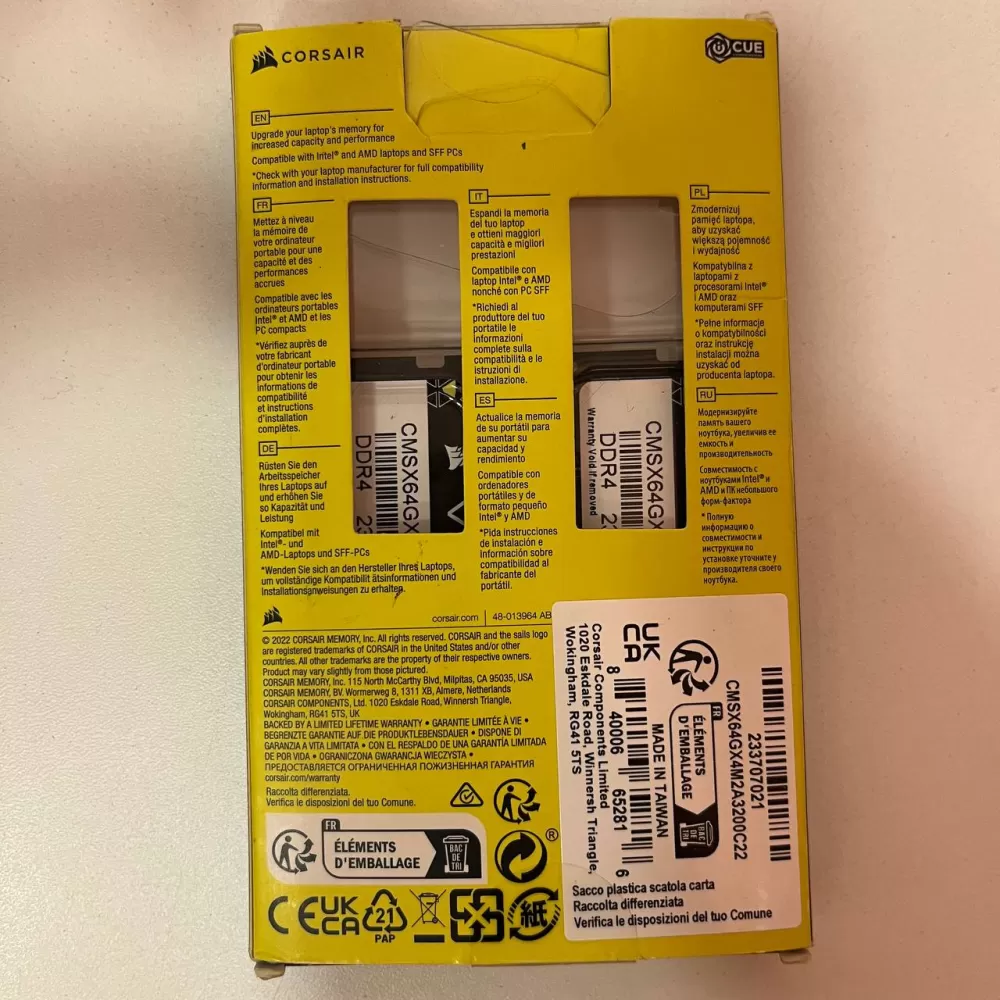 CORSAIR
iCUE
EN
Upgrade your laptop's memory for
increased capacity and performance
Compatible with Intel® and AMD laptops and SFF PCs
*Check with your laptop manufacturer for full compatibility
information and installation instructions.
FR
Mettez à niveau
la mémoire de
votre ordinateur
portable pour une
capacité et des
performances
accrues
Compatible avec les
ordinateurs portables
Intel® et AMD et les
PC compacts
*Vérifiez auprès de
votre fabricant
d'ordinateur portable
pour obtenir les
informations de
compatibilité
et instructions
d'installation
complètes.
DE
Rüsten Sie den
Arbeitsspeicher
Ihres Laptops auf
und erhöhen Sie
so Kapazität und
Leistung
Kompatibel mit
Intel®- und
AMD-Laptops und SFF-PCs
*Wenden Sie sich an den Hersteller Ihres Laptops,
um vollständige Kompatibilit ätsinformationen und
Installationsanweisungen zu erhalten.
IT
Espandi la memoria
del tuo laptop
e ottieni maggiori
capacità e migliori
prestazioni
Compatibile con
laptop Intel® e AMD
nonché con PC SFF
*Richiedi al
produttore del tuo
portatile le
informazioni
complete sulla
compatibilità e le
istruzioni di
installazione.
ES
Actualice la memoria
de su portátil para
aumentar su
capacidad y
rendimiento
Compatible con
ordenadores
portátiles y de
formato pequeño
Intel® y AMD
*Pida instrucciones
de instalación e
información sobre
compatibilidad al
fabricante del
portátil.
PL
Zmodernizuj
pamięć laptopa,
aby uzyskać
większą pojemność
i wydajność
Kompatybilna z
laptopami z
procesorami Intel®
i AMD oraz
komputerami SFF
*Pełne informacje
o kompatybilności
oraz instrukcję
instalacji można
uzyskać od
producenta laptopa.
RU
Модернизируйте
память вашего
ноутбука, увеличив ее
емкость и
производительность
Совместимость с
ноутбуками Intel® и
AMD и ПК небольшого
форм-фактора
* Полную
информацию о
совместимости и
инструкции по
установке уточните у
производителя своего
ноутбука.
CMSX64GX
DDR4 23
CMSX64GX
DDR4 23
Warranty Void if removed
corsair.com
48-013964 AB
© 2022 CORSAIR MEMORY, Inc. All rights reserved. CORSAIR and the sails logo
are registered trademarks of CORSAIR in the United States and/or other
countries. All other trademarks are the property of their respective owners.
Product may vary slightly from those pictured.
CORSAIR MEMORY, Inc. 115 North McCarthy Blvd, Milpitas, CA 95035, USA
CORSAIR MEMORY, BV. Wormerweg 8, 1311 XB, Almere, Netherlands
CORSAIR COMPONENTS, Ltd. 1020 Eskdale Road, Winnersh Triangle,
Wokingham, RG41 5TS, UK
BACKED BY A LIMITED LIFETIME WARRANTY • GARANTIE LIMITÉE À VIE •
BEGRENZTE GARANTIE AUF DIE PRODUKTLEBENSDAUER • DISPONE DI
GARANZIA A VITA LIMITATA • CON EL RESPALDO DE UNA GARANTÍA LIMITADA
DE POR VIDA • OGRANICZONA GWARANCJA WIECZYSTA •
ПРЕДОСТАВЛЯЕТСЯ ОГРАНИЧЕННАЯ ПОЖИЗНЕННАЯ ГАРАНТИЯ
corsair.com/warranty
Raccolta differenziata.
Verifica le disposizioni del tuo Comune.
FR
ÉLÉMENTS
D'EMBALLAGE
BAC
DE
TRI
®
CE
UK
CA
21
PAP
紙
CMSX64GX4M2A3200C22
233707021
FR
ÉLÉMENTS
D'EMBALLAGE
BAC
DE
TRI
UK
CA
MADE IN TAIWAN
8 40006 65281 6
Corsair Components Limited
1020 Eskdale Road, Winnersh Triangle,
Wokingham, RG41 5TS
Sacco plastica scatola carta
Raccolta differenziata
Verifica le disposizioni del tuo Comune